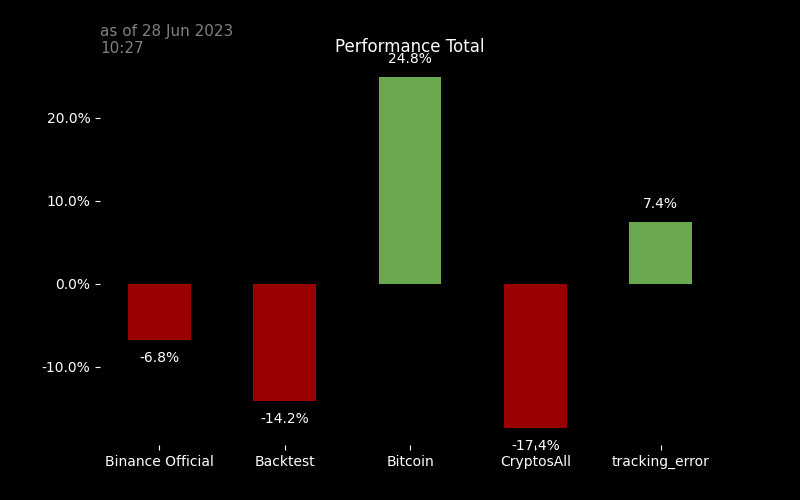 as of 28 Jun 2023
10:27
Performance Total
24.8%
20.0%
10.0%
7.4%
0.0%
-6.8%
-10.0%
-14.2%
-17.4%
Binance Official
Backtest
Bitcoin
CryptosAll
tracking_error